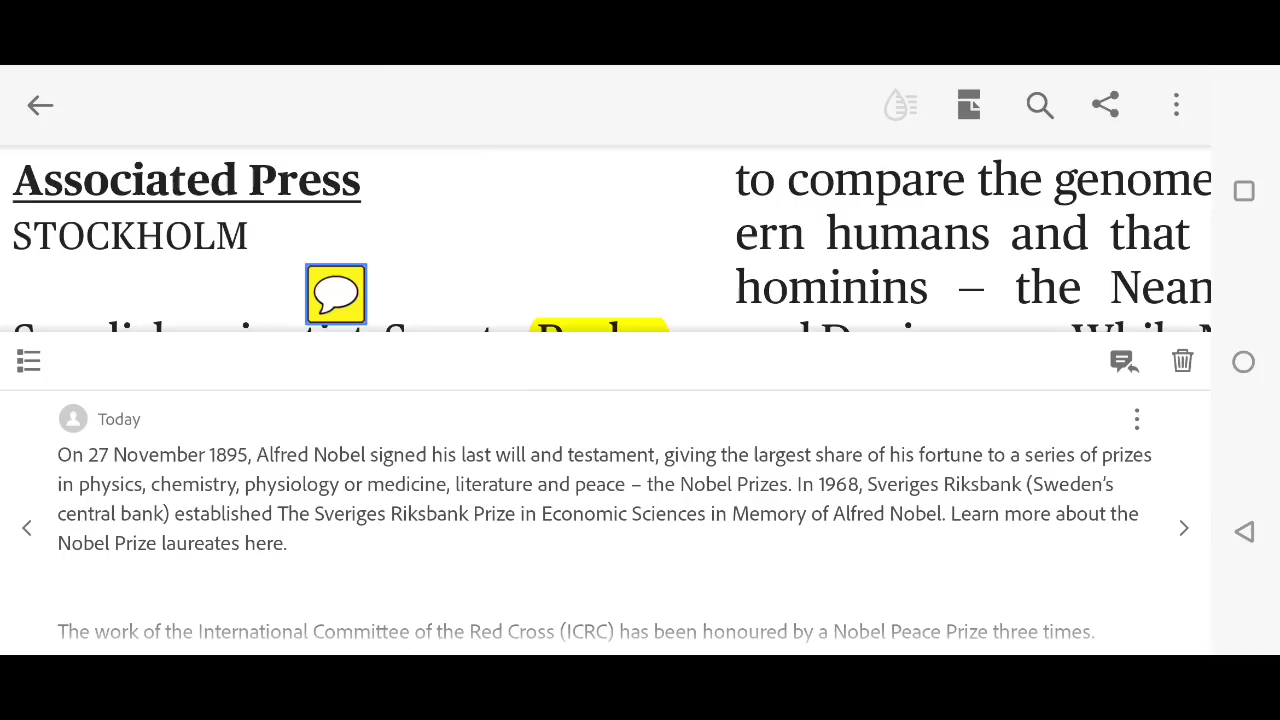 Associated Press
STOCKHOLM
to compare the genome
ern humans and that
hominins – the Nean
Today
On 27 November 1895, Alfred Nobel signed his last will and testament, giving the largest share of his fortune to a series of prizes
in physics, chemistry, physiology or medicine, literature and peace – the Nobel Prizes. In 1968, Sveriges Riksbank (Sweden's
central bank) established The Sveriges Riksbank Prize in Economic Sciences in Memory of Alfred Nobel. Learn more about the
Nobel Prize laureates here.
The work of the International Committee of the Red Cross (ICRC) has been honoured by a Nobel Peace Prize three times.